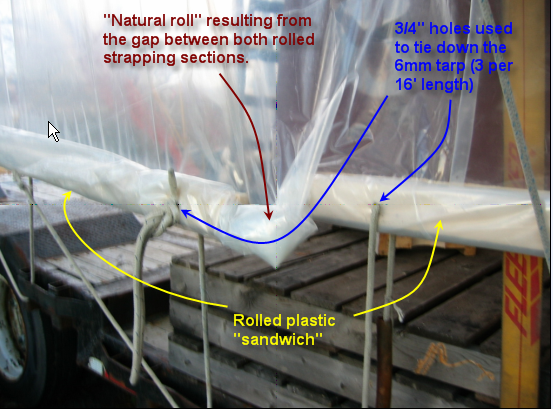 "Natural roll" resulting from
the gap between both rolled
strapping sections.
3/4" holes used
to tie down the
6mm tarp (3 per
16' length)
Rolled plastic
"sandwich"